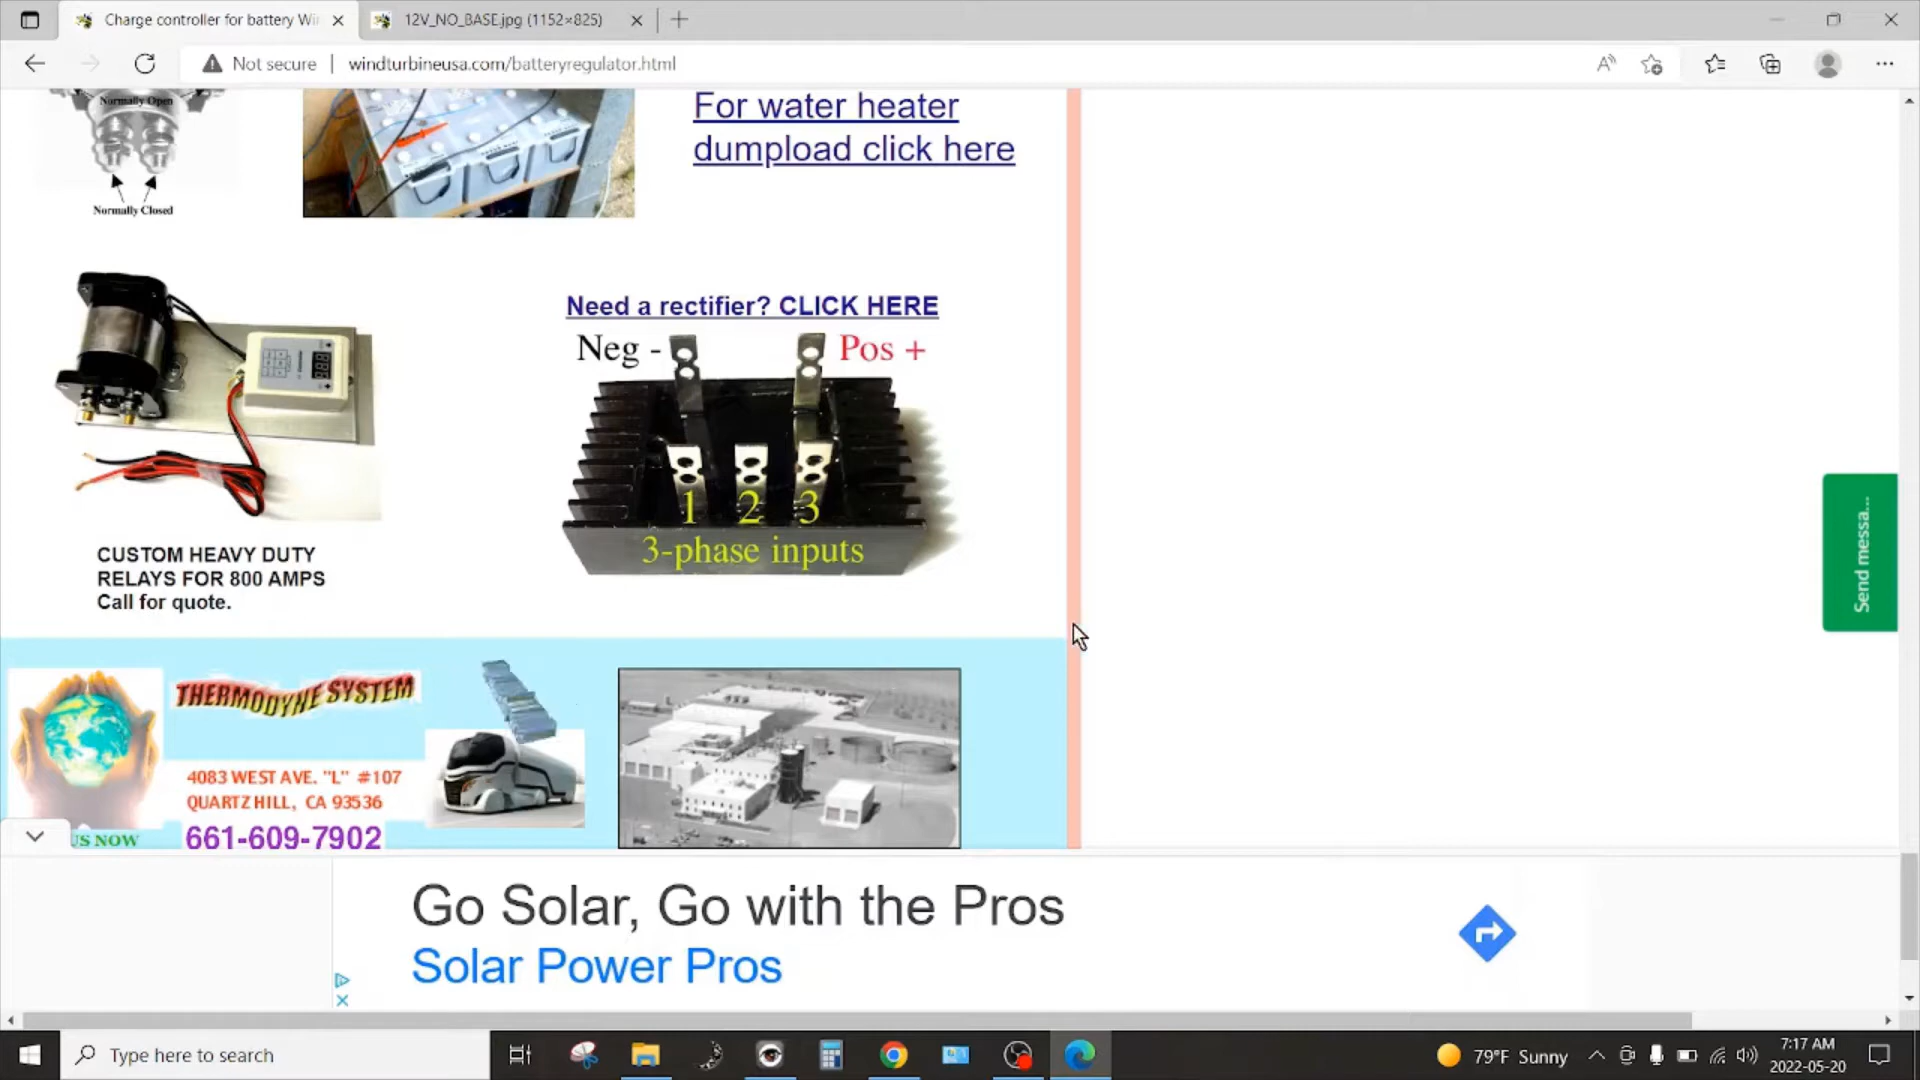 Charge controller for battery Wi
12V_NO_BASE.jpg (1152×825)
Not secure
windturbineusa.com/batteryregulator.html
Normally Open
Normally Closed
For water heater
dumpload click here
Need a rectifier? CLICK HERE
Neg -
Pos +
1 2 3
3-phase inputs
CUSTOM HEAVY DUTY
RELAYS FOR 800 AMPS
Call for quote.
Send messa...
THERMODYNE SYSTEM
4083 WEST AVE. "L" #107
QUARTZ HILL, CA 93536
US NOW
661-609-7902
Go Solar, Go with the Pros
Solar Power Pros
Type here to search
79°F Sunny
7:17 AM
2022-05-20